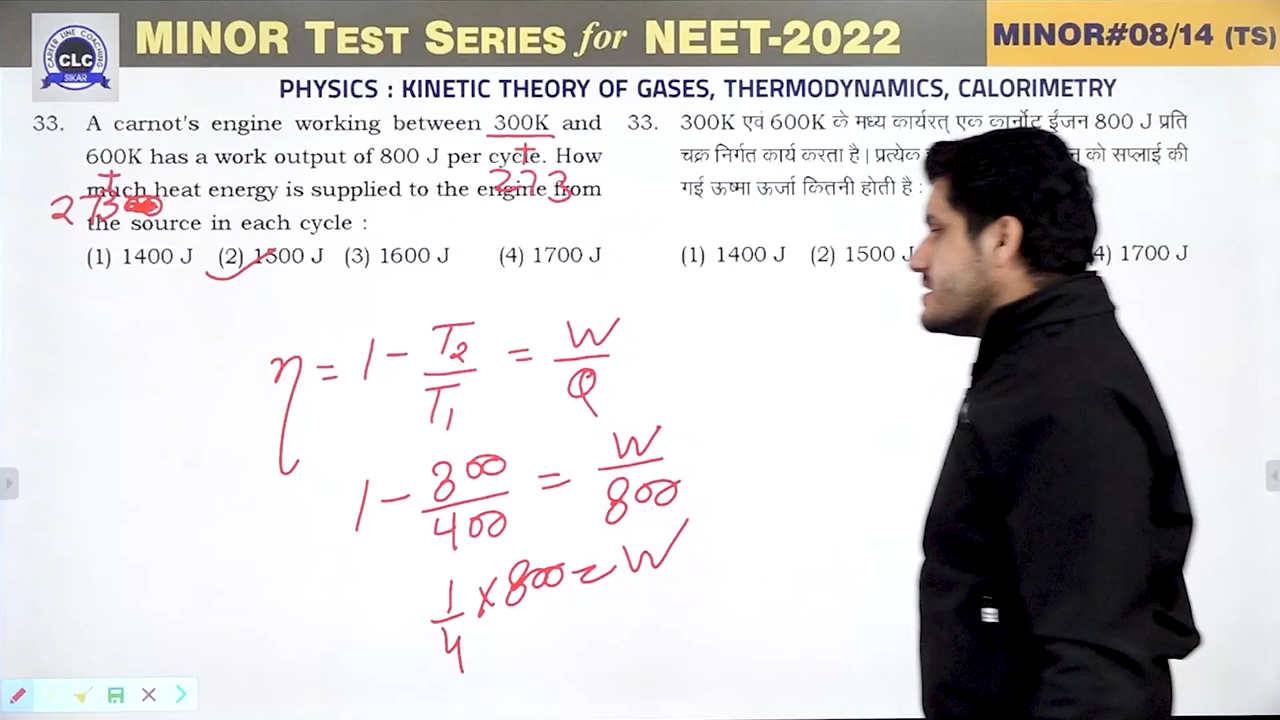 CAREER LINE COACHING
CLC
SIKAR
MINOR TEST SERIES for NEET-2022
MINOR#08/14 (TS)
PHYSICS : KINETIC THEORY OF GASES, THERMODYNAMICS, CALORIMETRY
33. A carnot's engine working between 300K and
600K has a work output of 800 J per cycle. How
much heat energy is supplied to the engine from
the source in each cycle :
(1) 1400 J (2) 1500 J (3) 1600 J (4) 1700 J
+
273
+
273
33. 300K एवं 600K के मध्य कार्यरत् एक कार्नोट ईंजन 800 J प्रति
चक्र निर्गत कार्य करता है। प्रत्येक को सप्लाई की
गई ऊष्मा ऊर्जा कितनी होती है :
(1) 1400 J (2) 1500 J 4) 1700 J
η = 1 - T2/T1 = W/Q
1 - 300/400 = W/800
1/4 × 800 = W